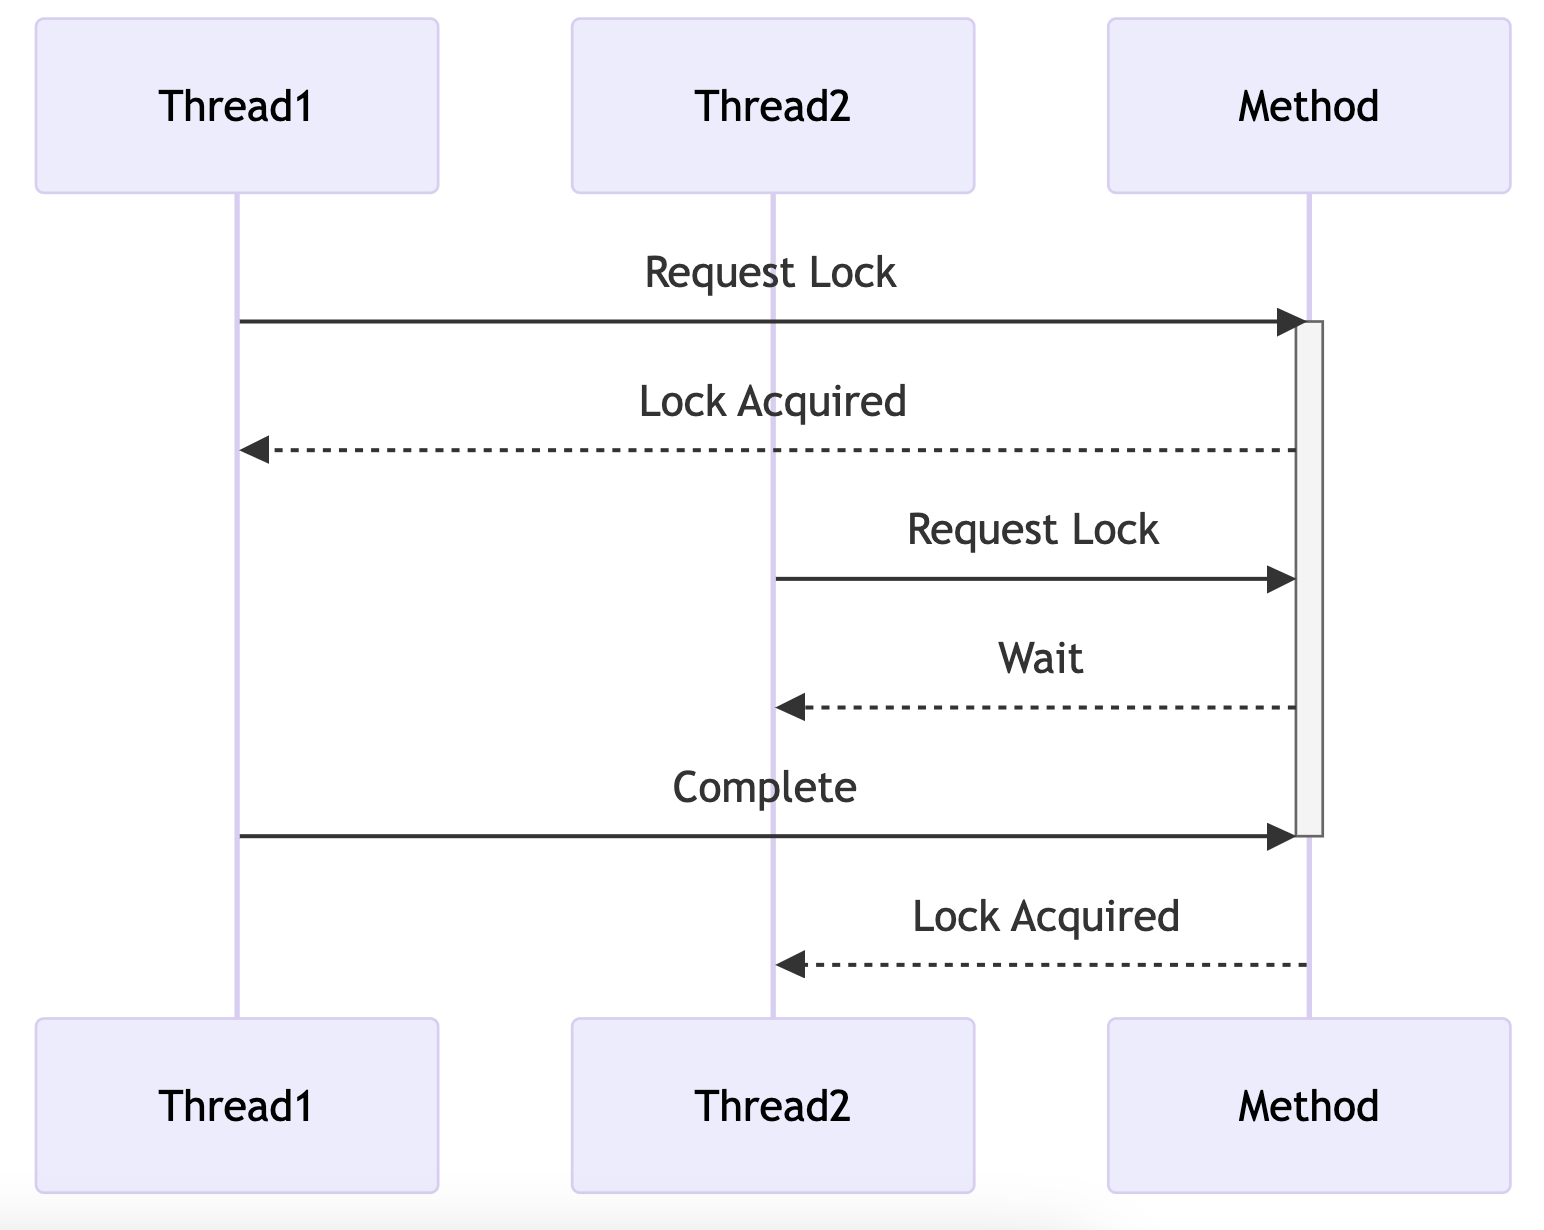 Thread1
Thread2
Method
Request Lock
Lock Acquired
Request Lock
Wait
Complete
Lock Acquired
Thread1
Thread2
Method